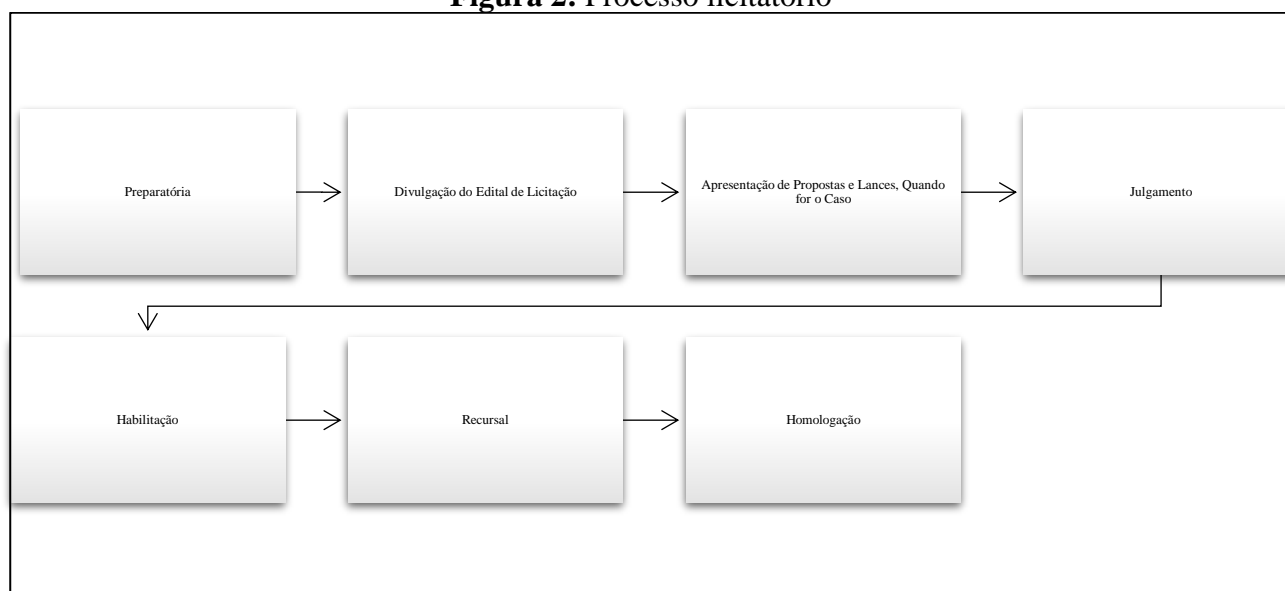 Figura 2: Processo licitatório
Preparatória
Divulgação do Edital de Licitação
Apresentação de Propostas e Lances, Quando
for o Caso
Julgamento
Habilitação
Recursal
Homologação